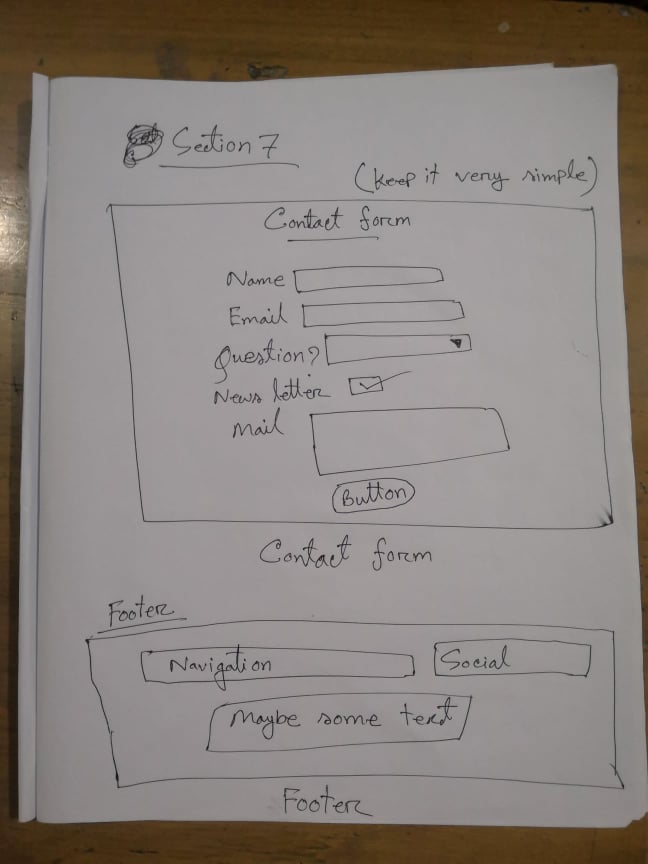 Section 7
(Keep it very simple)
Contact form
Name
Email
Question?
News letter
Mail
Button
Contact form
Footer
Navigation
Social
Maybe some text
Footer